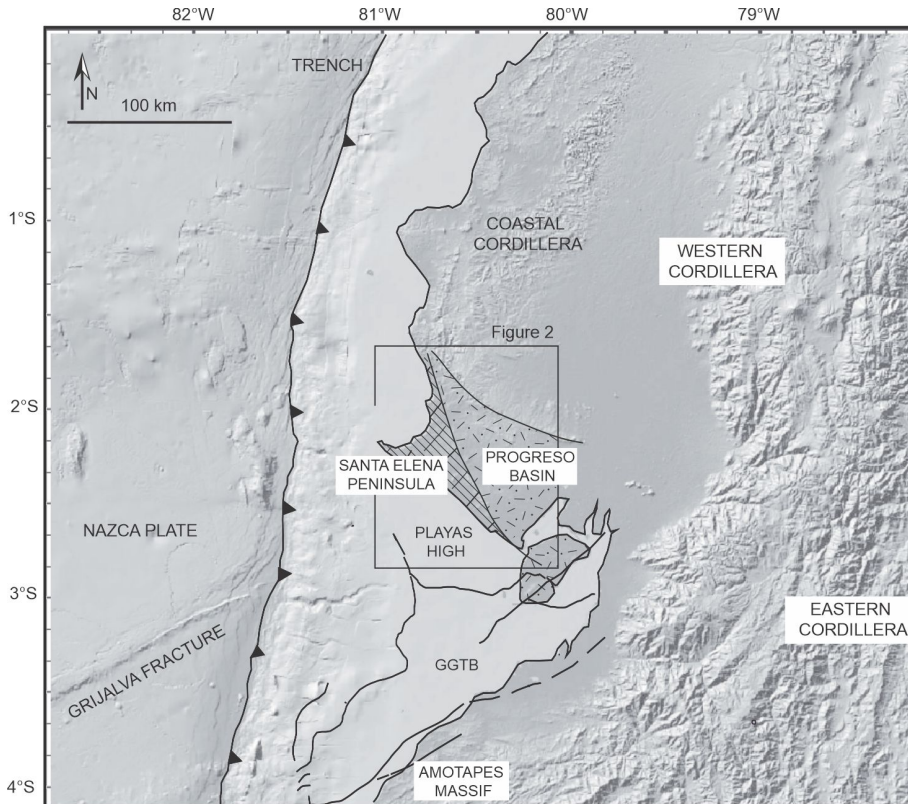 82°W
81°W
80°W
79°W
TRENCH
N
100 km
1°S
COASTAL
CORDILLERA
WESTERN
CORDILLERA
Figure 2
2°S
SANTA ELENA
PENINSULA
PROGRESO
BASIN
NAZCA PLATE
PLAYAS
HIGH
3°S
EASTERN
CORDILLERA
GRIJALVA FRACTURE
GGTB
4°S
AMOTAPES
MASSIF